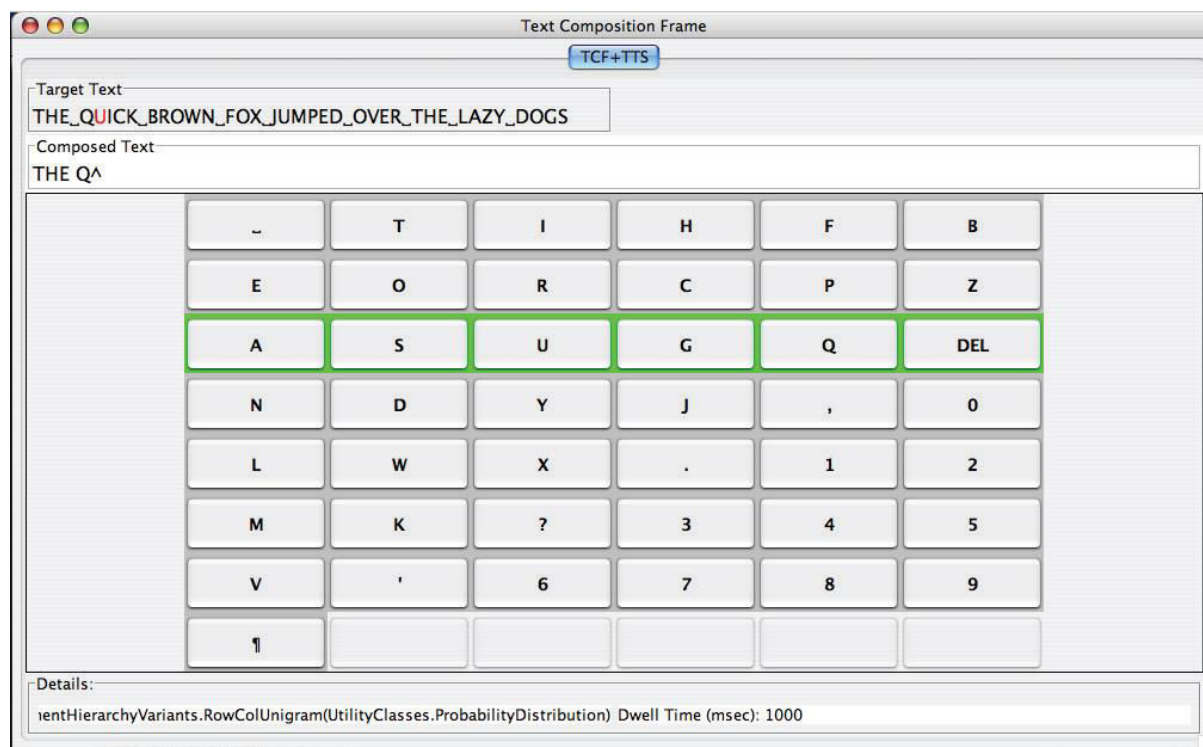 Text Composition Frame
TCF+TTS
Target Text
THE_QUICK_BROWN_FOX_JUMPED_OVER_THE_LAZY_DOGS
Composed Text
THE Q^
⎵ T I H F B
E O R C P Z
A S U G Q DEL
N D Y J , 0
L W X . 1 2
M K ? 3 4 5
V ' 6 7 8 9
¶
Details:
entHierarchyVariants.RowColUnigram(UtilityClasses.ProbabilityDistribution) Dwell Time (msec): 1000